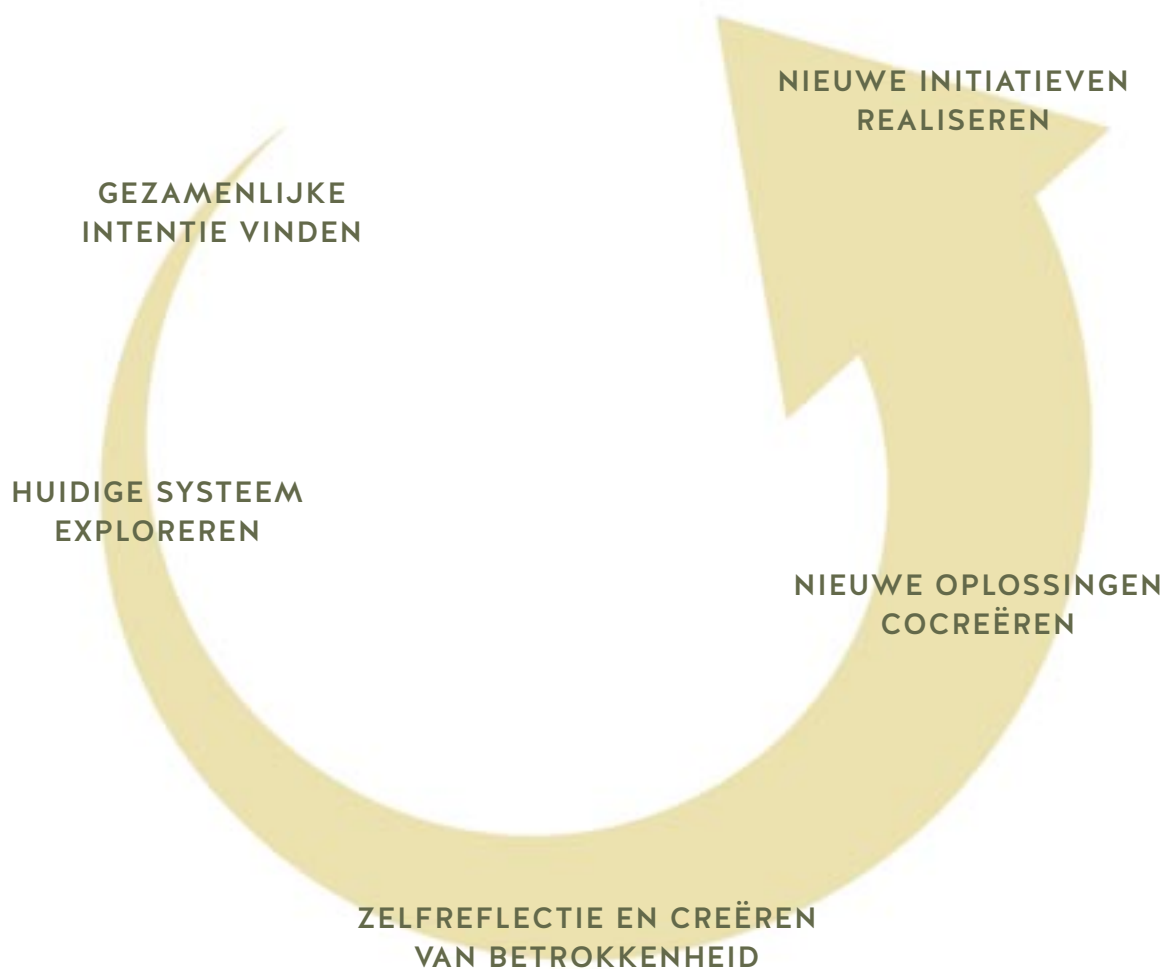 GEZAMENLIJKE
INTENTIE VINDEN
HUIDIGE SYSTEEM
EXPLOREREN
ZELFREFLECTIE EN CREËREN
VAN BETROKKENHEID
NIEUWE OPLOSSINGEN
COCREËREN
NIEUWE INITIATIEVEN
REALISEREN